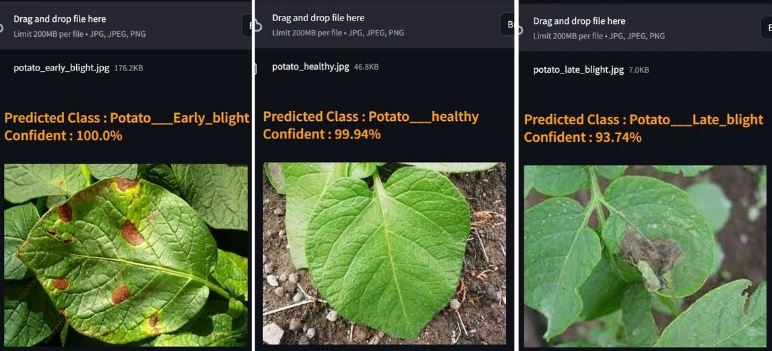 Drag and drop file here
Limit 200MB per file • JPG, JPEG, PNG
potato_early_blight.jpg 176.2KB
Predicted Class : Potato___Early_blight
Confident : 100.0%
Drag and drop file here
Limit 200MB per file • JPG, JPEG, PNG
potato_healthy.jpg 46.8KB
Predicted Class : Potato___healthy
Confident : 99.94%
Drag and drop file here
Limit 200MB per file • JPG, JPEG, PNG
potato_late_blight.jpg 7.0KB
Predicted Class : Potato___Late_blight
Confident : 93.74%